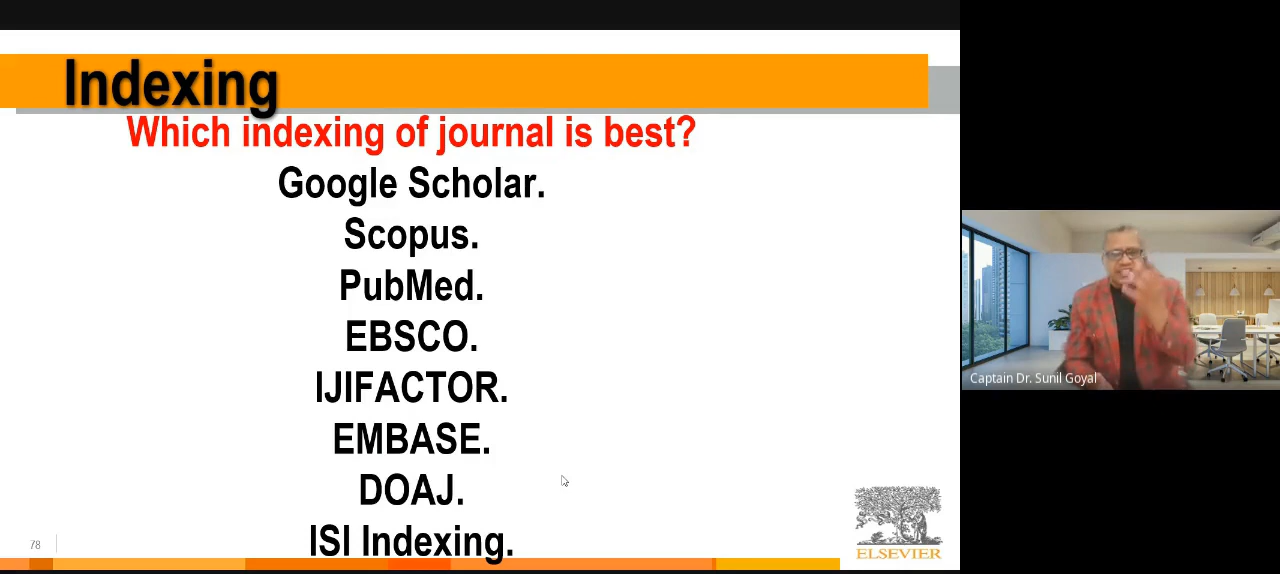 Indexing
Which indexing of journal is best?
Google Scholar.
Scopus.
PubMed.
EBSCO.
IJIFACTOR.
EMBASE.
DOAJ.
ISI Indexing.
78
ELSEVIER
Captain Dr. Sunil Goyal